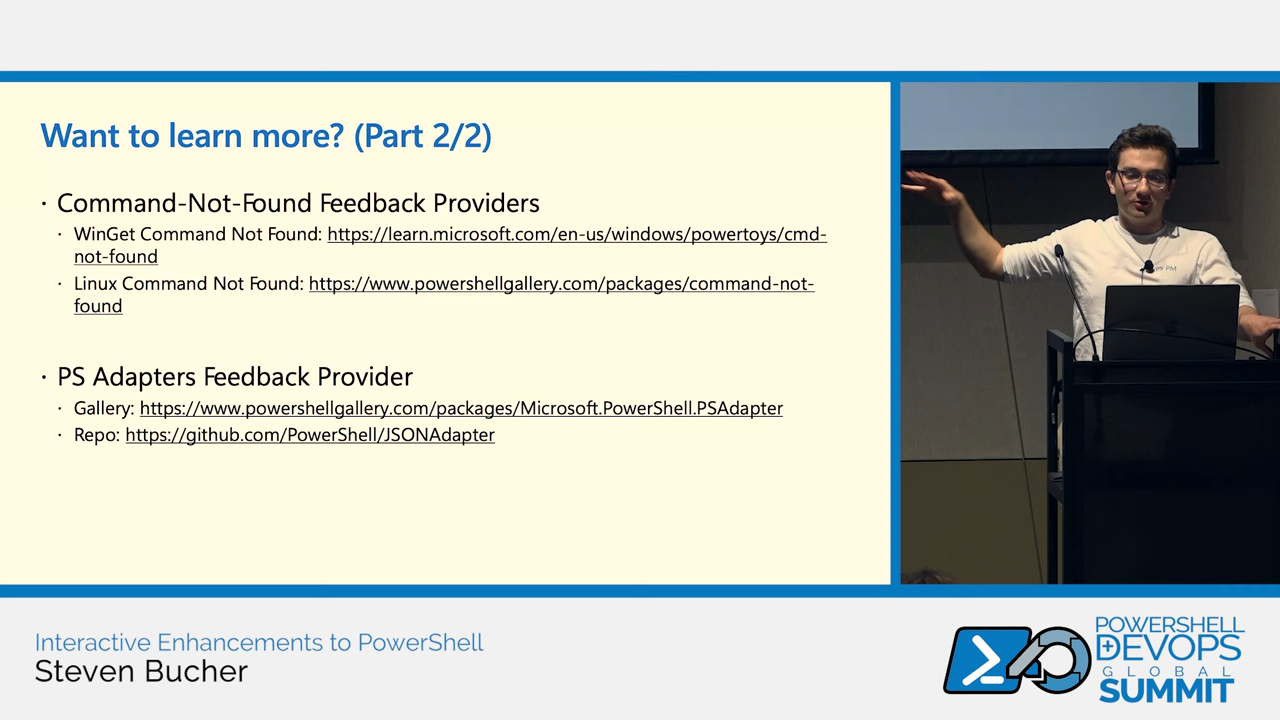 Want to learn more? (Part 2/2)
· Command-Not-Found Feedback Providers
· WinGet Command Not Found: https://learn.microsoft.com/en-us/windows/powertoys/cmd-
not-found
· Linux Command Not Found: https://www.powershellgallery.com/packages/command-not-
found
· PS Adapters Feedback Provider
· Gallery: https://www.powershellgallery.com/packages/Microsoft.PowerShell.PSAdapter
· Repo: https://github.com/PowerShell/JSONAdapter
Interactive Enhancements to PowerShell
Steven Bucher
POWERSHELL
DEVOPS
GLOBAL
SUMMIT